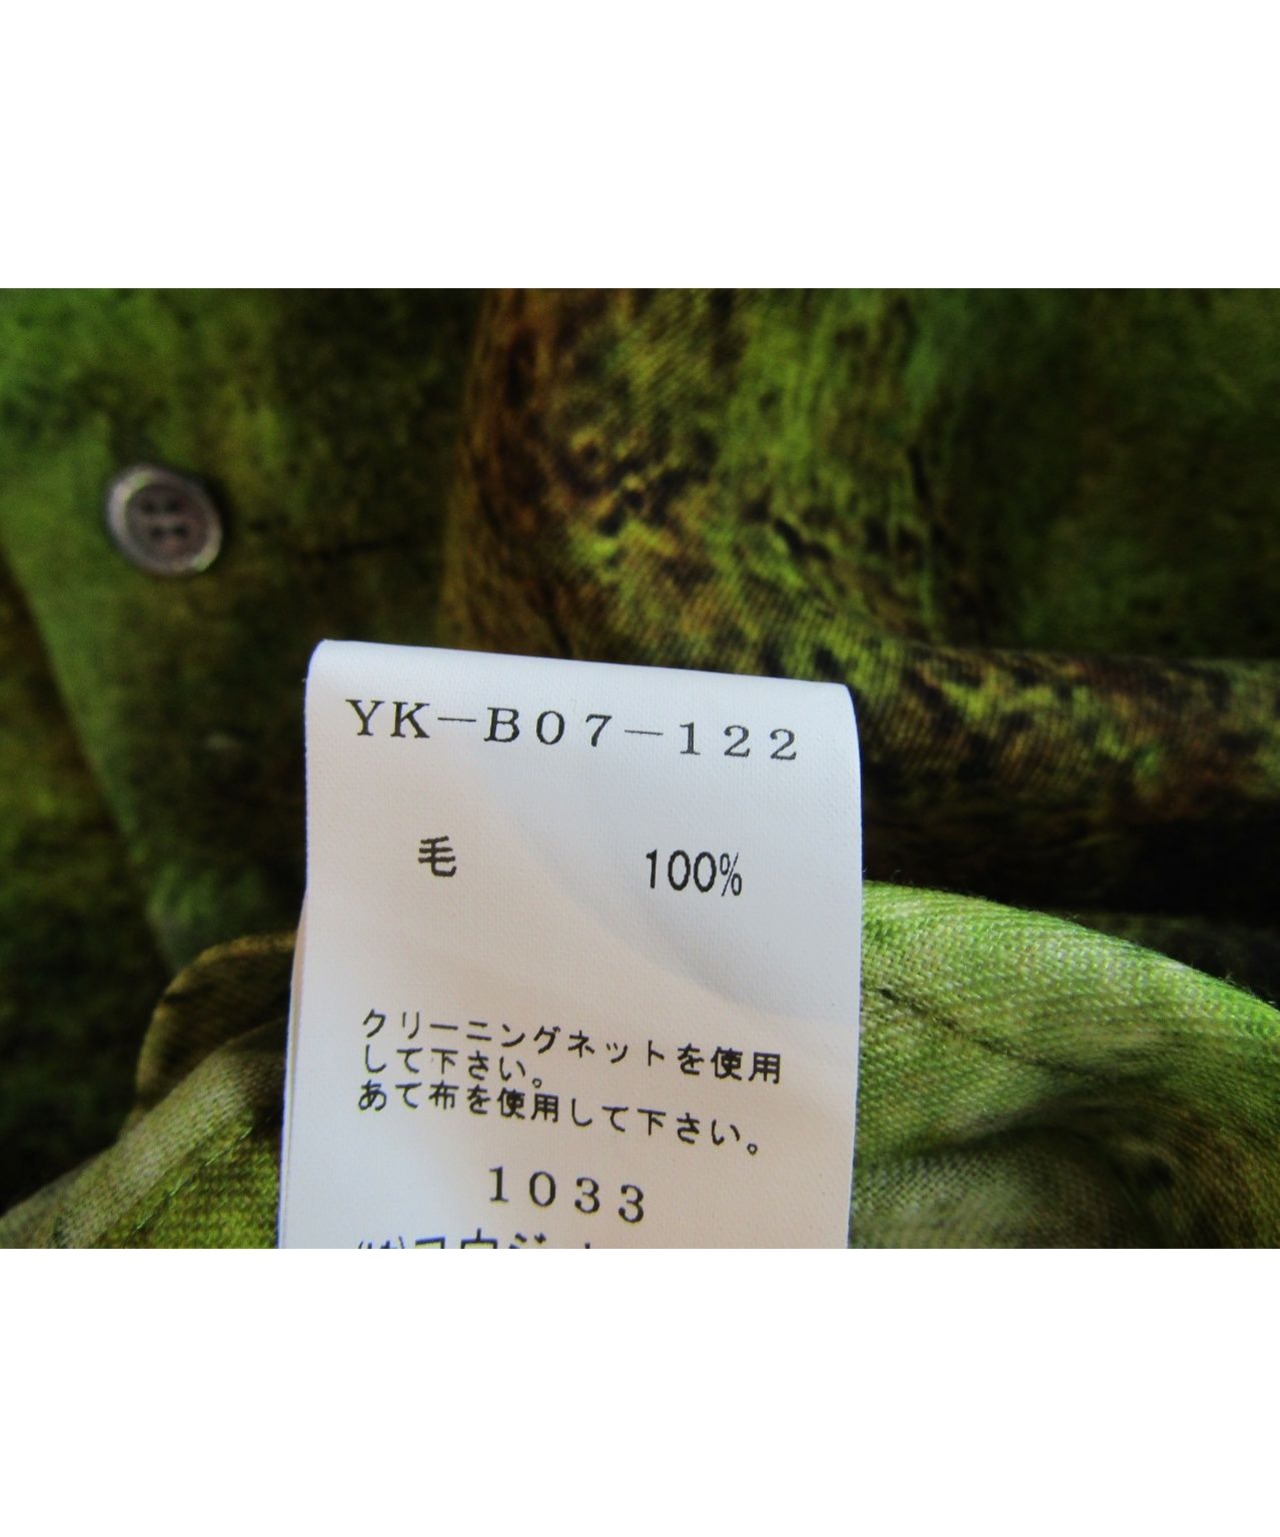 YK-B07-122
毛 100%
クリーニングネットを使用
して下さい。
あて布を使用して下さい。
1033